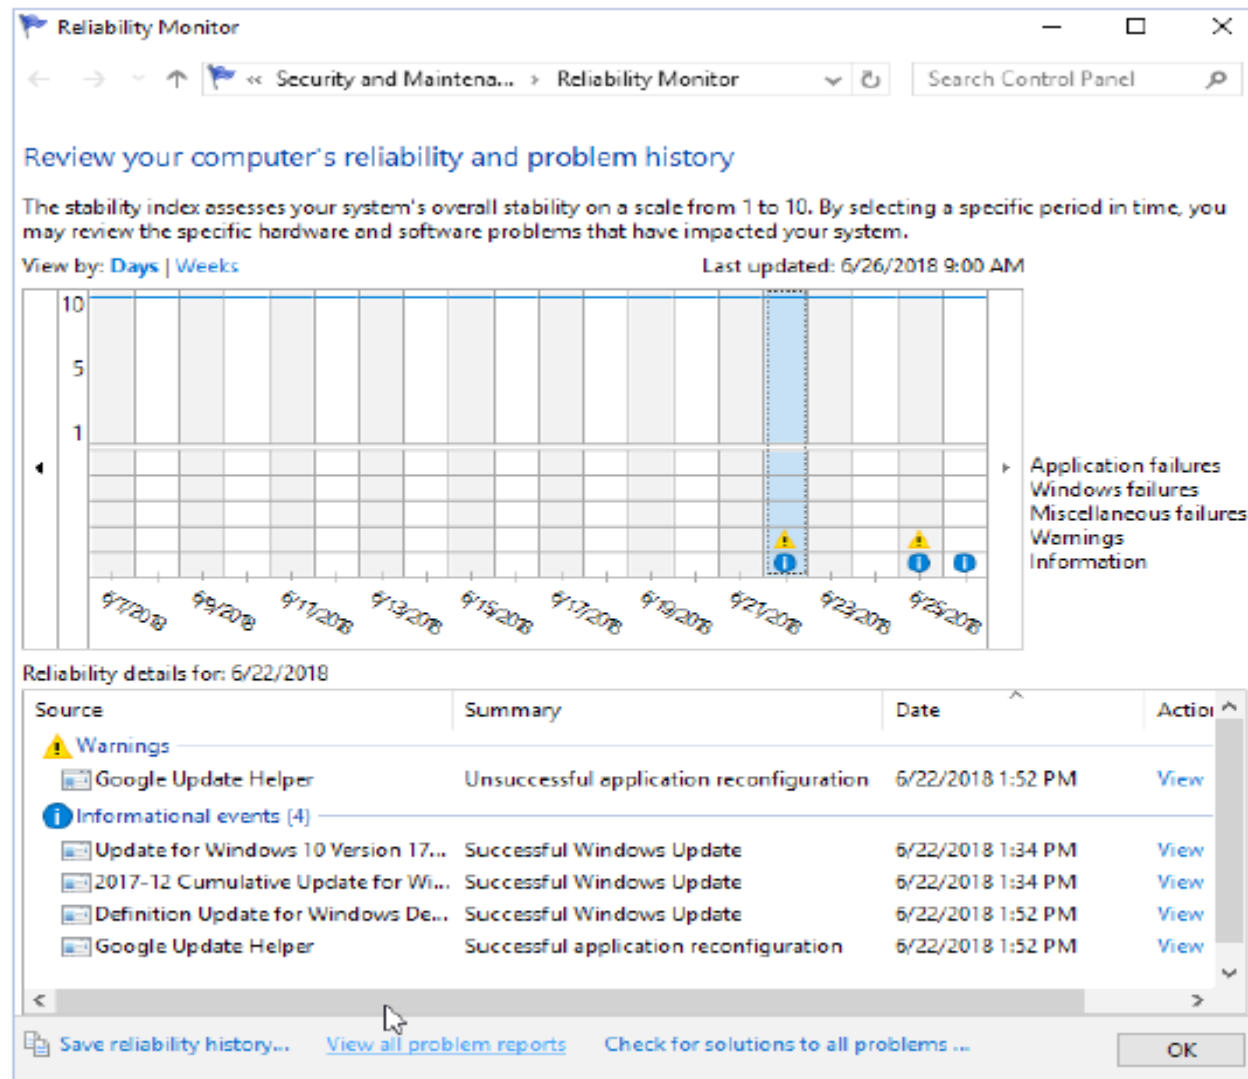 Reliability Monitor
« Security and Maintena... › Reliability Monitor
Search Control Panel
Review your computer's reliability and problem history
The stability index assesses your system's overall stability on a scale from 1 to 10. By selecting a specific period in time, you
may review the specific hardware and software problems that have impacted your system.
View by: Days | Weeks
Last updated: 6/26/2018 9:00 AM
10
5
1
Application failures
Windows failures
Miscellaneous failures
Warnings
Information
6/7/2018 6/9/2018 6/11/2018 6/13/2018 6/15/2018 6/17/2018 6/19/2018 6/21/2018 6/23/2018 6/25/2018
Reliability details for: 6/22/2018
Source Summary Date Action
Warnings
Google Update Helper Unsuccessful application reconfiguration 6/22/2018 1:52 PM View
Informational events (4)
Update for Windows 10 Version 17... Successful Windows Update 6/22/2018 1:34 PM View
2017-12 Cumulative Update for Wi... Successful Windows Update 6/22/2018 1:34 PM View
Definition Update for Windows De... Successful Windows Update 6/22/2018 1:52 PM View
Google Update Helper Successful application reconfiguration 6/22/2018 1:52 PM View
Save reliability history... View all problem reports Check for solutions to all problems ... OK